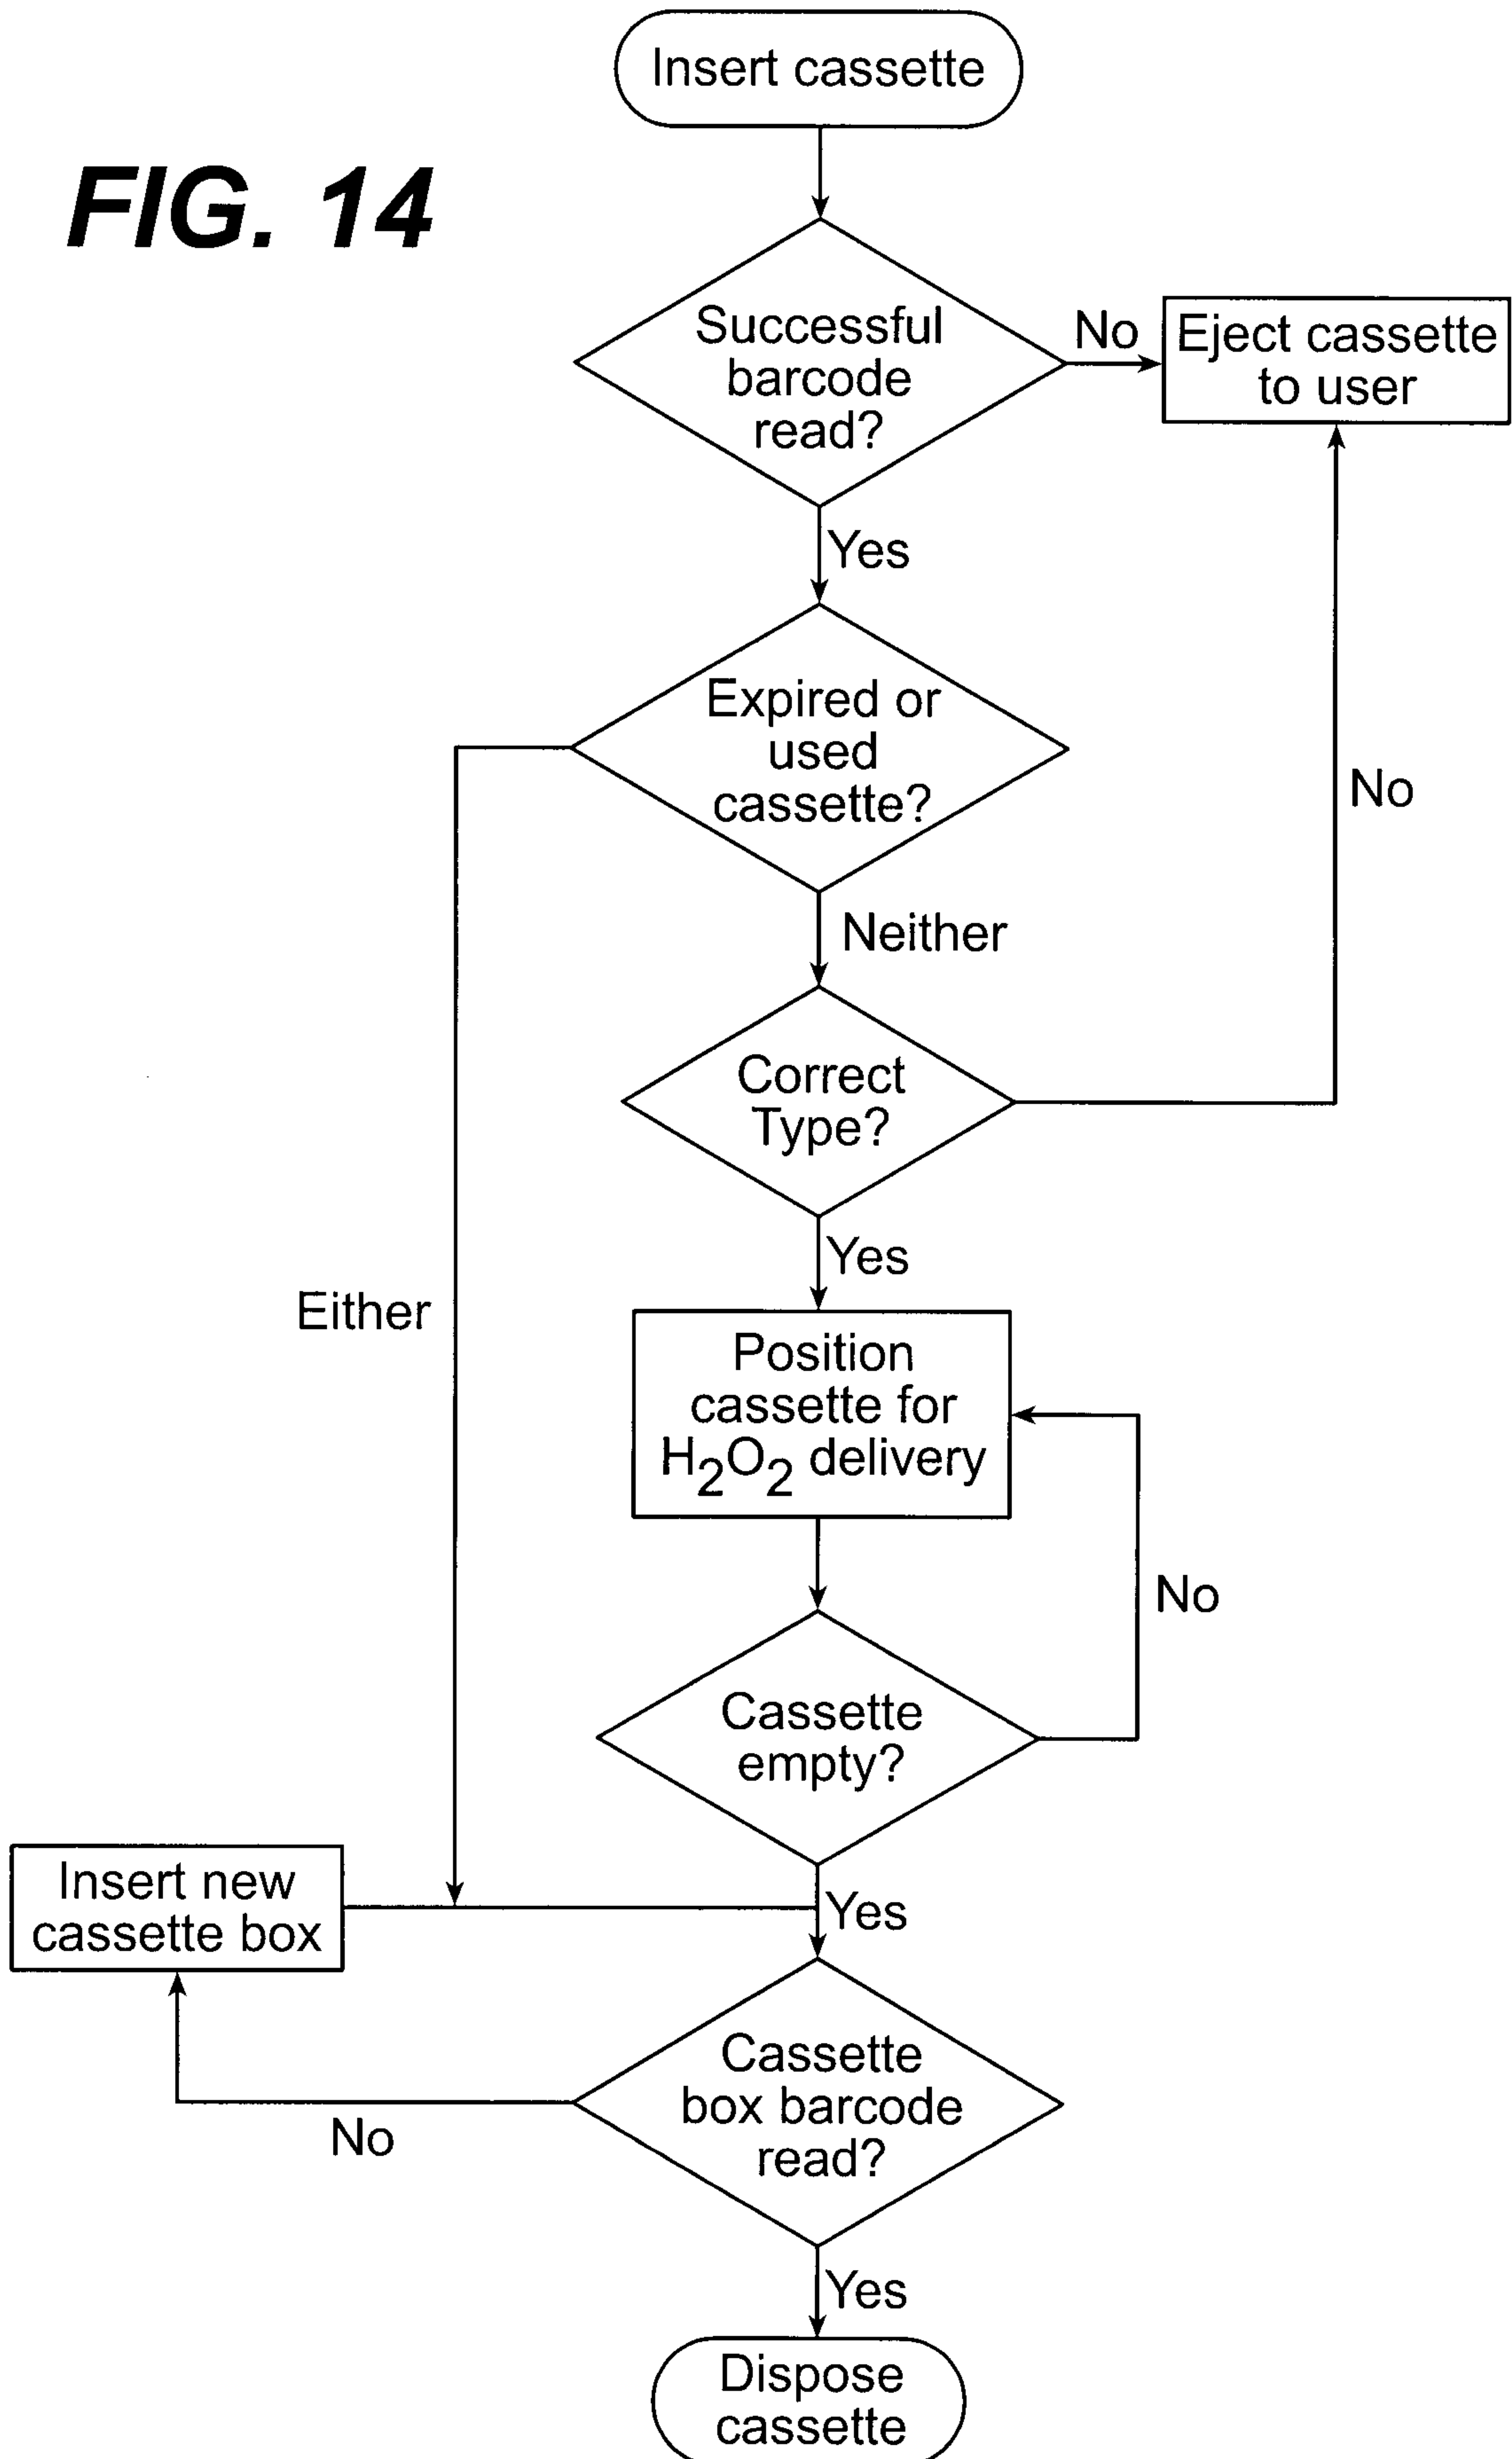 Insert cassette
FIG. 14
Successful
barcode
read?
No
Eject cassette
to user
Yes
Expired or
used
cassette?
No
Neither
Correct
Type?
Yes
Either
Position
cassette for
H2O2 delivery
No
Cassette
empty?
Insert new
cassette box
Yes
Cassette
box barcode
read?
No
Yes
Dispose
cassette